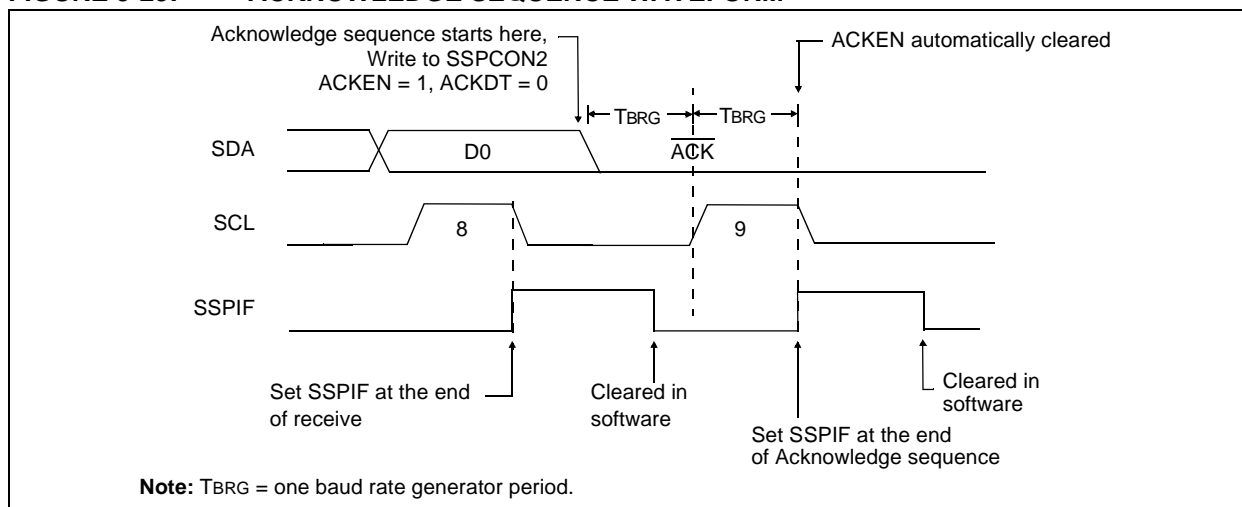 Acknowledge sequence starts here,
Write to SSPCON2
ACKEN = 1, ACKDT = 0
ACKEN automatically cleared
TBRG
TBRG
SDA
D0
ACK
SCL
8
9
SSPIF
Set SSPIF at the end
of receive
Cleared in
software
Set SSPIF at the end
of Acknowledge sequence
Cleared in
software
Note: TBRG = one baud rate generator period.